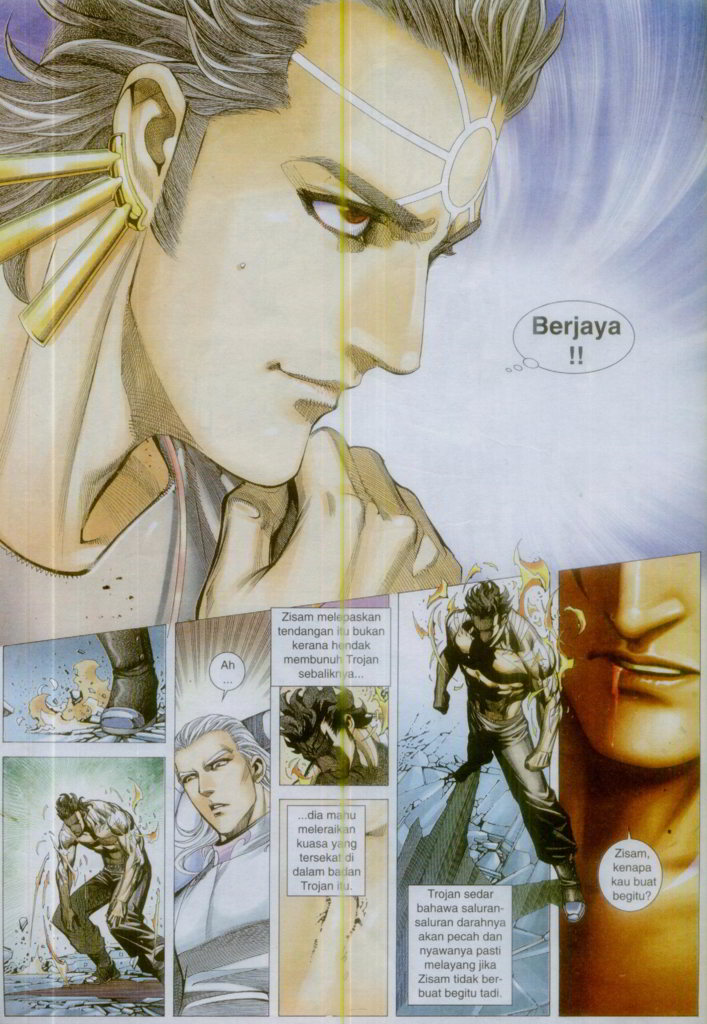 Berjaya
!!
Ah
...
Zisam melepaskan
tendangan itu bukan
kerana hendak
membunuh Trojan
sebaliknya...
...dia mahu
meleraikan
kuasa yang
tersekat di
dalam badan
Trojan itu.
Trojan sedar
bahawa saluran-
saluran darahnya
akan pecah dan
nyawanya pasti
melayang jika
Zisam tidak ber-
buat begitu tadi.
Zisam,
kenapa
kau buat
begitu?